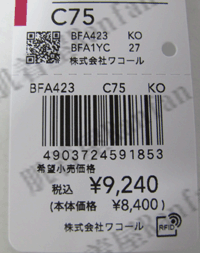 C75
BFA423 KO
BFA1YC 27
株式会社ワコール
BFA423 C75 KO
4903724591853
希望小売価格
税込 ¥9,240
(本体価格 ¥8,400)
株式会社ワコール
RFID